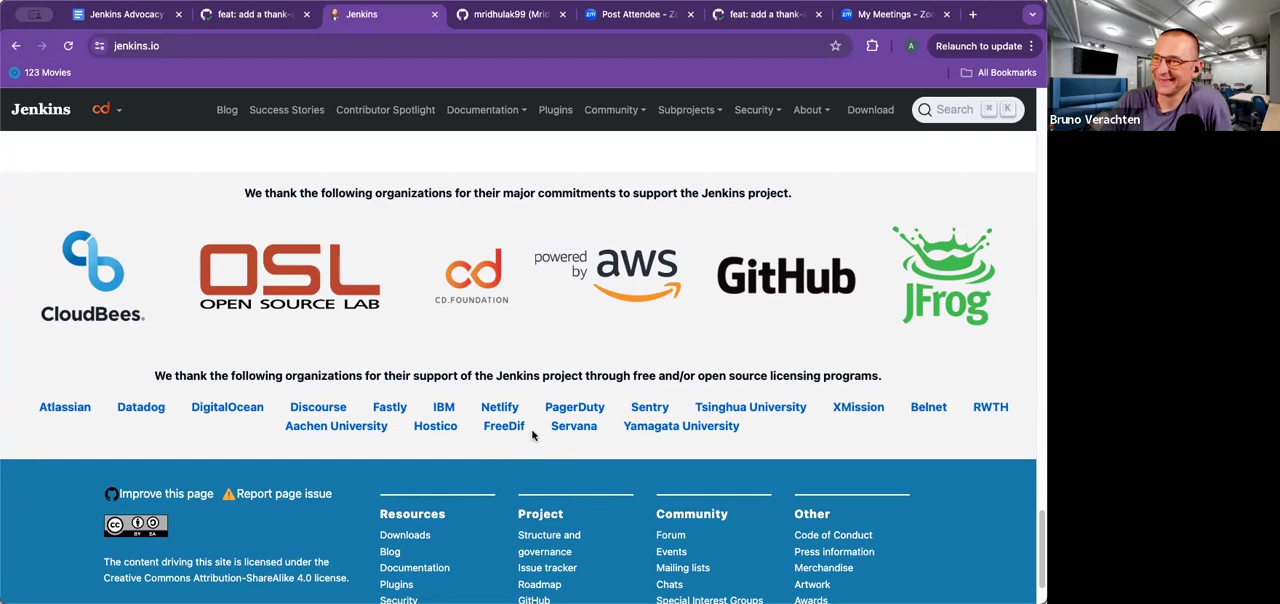 Jenkins Advocacy
feat: add a thank-
Jenkins
mridhulak99 (Mrid
Post Attendee - Zo
feat: add a thank-
My Meetings - Zo
jenkins.io
A
Relaunch to update
123 Movies
All Bookmarks
Bruno Verachten
Jenkins
cd
Blog
Success Stories
Contributor Spotlight
Documentation
Plugins
Community
Subprojects
Security
About
Download
Search ⌘ K
We thank the following organizations for their major commitments to support the Jenkins project.
CloudBees.
OSL
OPEN SOURCE LAB
cd
CD.FOUNDATION
powered
by
aws
GitHub
JFrog
We thank the following organizations for their support of the Jenkins project through free and/or open source licensing programs.
Atlassian Datadog DigitalOcean Discourse Fastly IBM Netlify PagerDuty Sentry Tsinghua University XMission Belnet RWTH
Aachen University Hostico FreeDif Servana Yamagata University
Improve this page
Report page issue
cc BY SA
The content driving this site is licensed under the
Creative Commons Attribution-ShareAlike 4.0 license.
Resources
Downloads
Blog
Documentation
Plugins
Security
Project
Structure and
governance
Issue tracker
Roadmap
GitHub
Community
Forum
Events
Mailing lists
Chats
Special Interest Groups
Other
Code of Conduct
Press information
Merchandise
Artwork
Awards